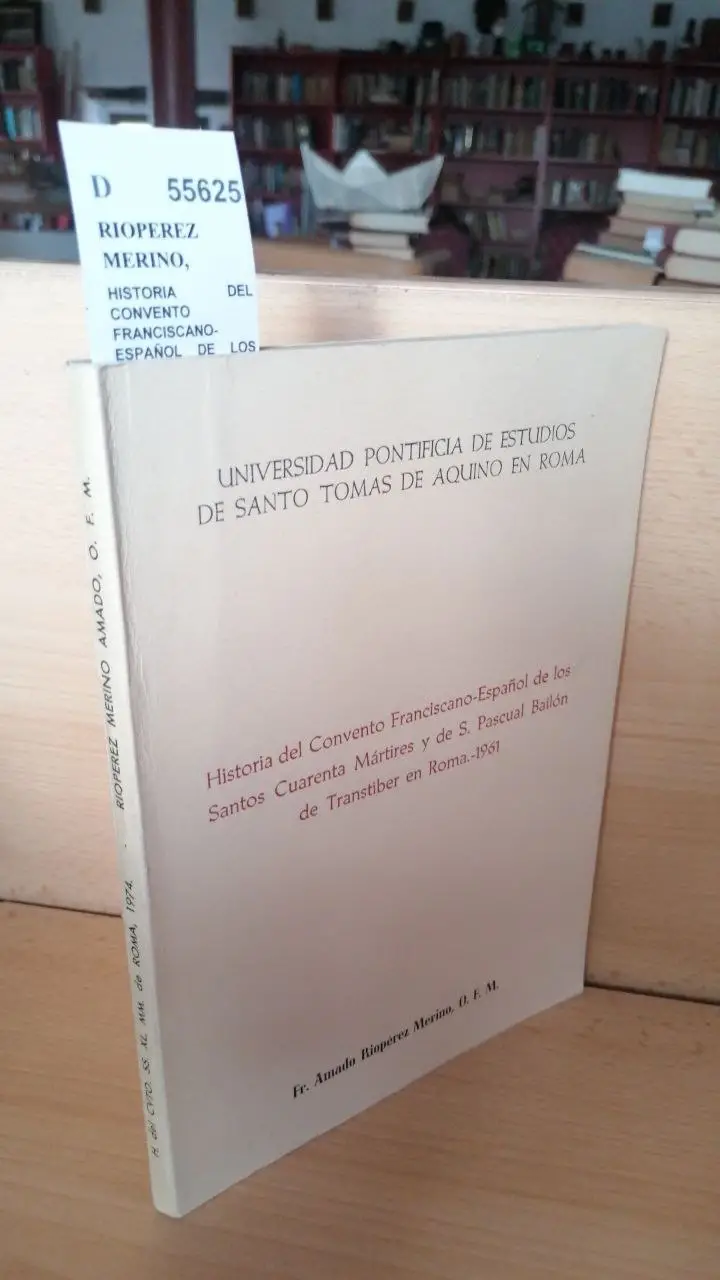 D 55625
RIOPEREZ
MERINO,
HISTORIA DEL
CONVENTO
FRANCISCANO-
ESPAÑOL DE LOS
UNIVERSIDAD PONTIFICIA DE ESTUDIOS
DE SANTO TOMAS DE AQUINO EN ROMA
Historia del Convento Franciscano-Español de los
Santos Cuarenta Mártires y de S. Pascual Bailón
de Transtiber en Roma.-1961
Fr. Amado Riopérez Merino, O. F. M.
H. del CVTO. SS. XL MM. de ROMA, 1974. - RIOPEREZ MERINO AMADO, O. F. M.